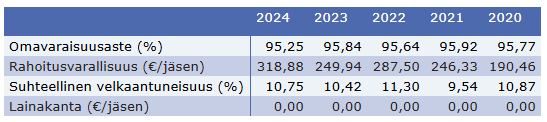 2024 2023 2022 2021 2020
Omavaraisuusaste (%) 95,25 95,84 95,64 95,92 95,77
Rahoitusvarallisuus (€/jäsen) 318,88 249,94 287,50 246,33 190,46
Suhteellinen velkaantuneisuus (%) 10,75 10,42 11,30 9,54 10,87
Lainakanta (€/jäsen) 0,00 0,00 0,00 0,00 0,00